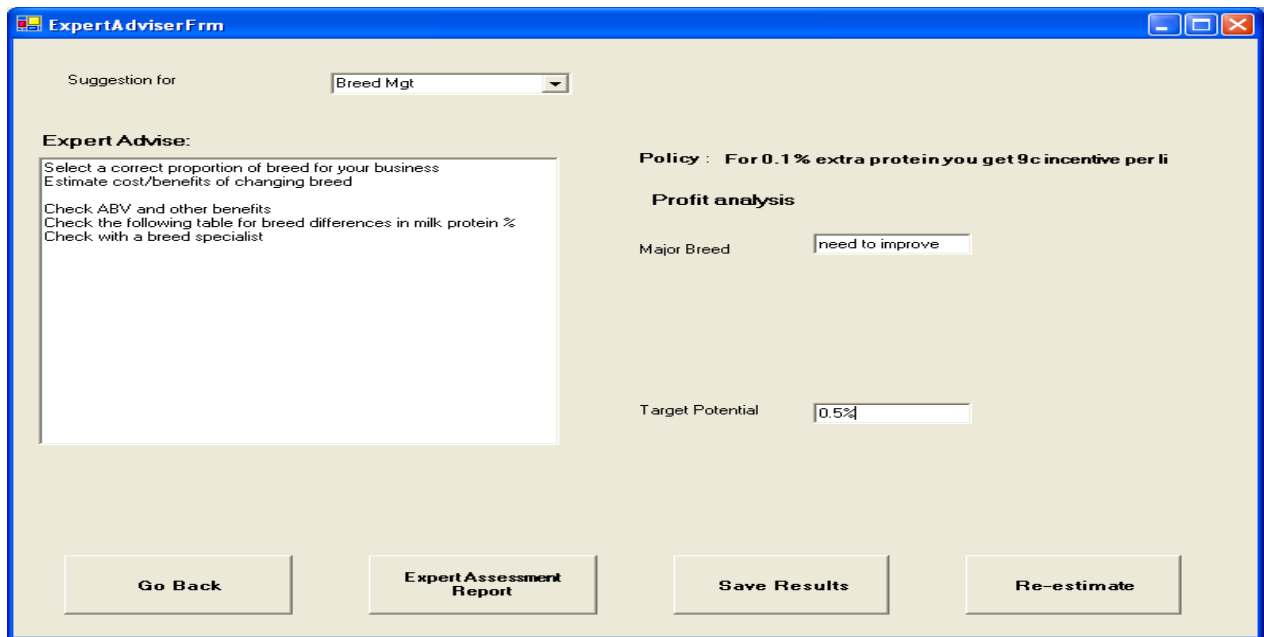 ExpertAdviserFrm
Suggestion for
Breed Mgt
Expert Advise:
Select a correct proportion of breed for your business
Estimate cost/benefits of changing breed
Check ABV and other benefits
Check the following table for breed differences in milk protein %
Check with a breed specialist
Policy : For 0.1% extra protein you get 9c incentive per li
Profit analysis
Major Breed
need to improve
Target Potential
0.5%
Go Back
Expert Assessment
Report
Save Results
Re-estimate